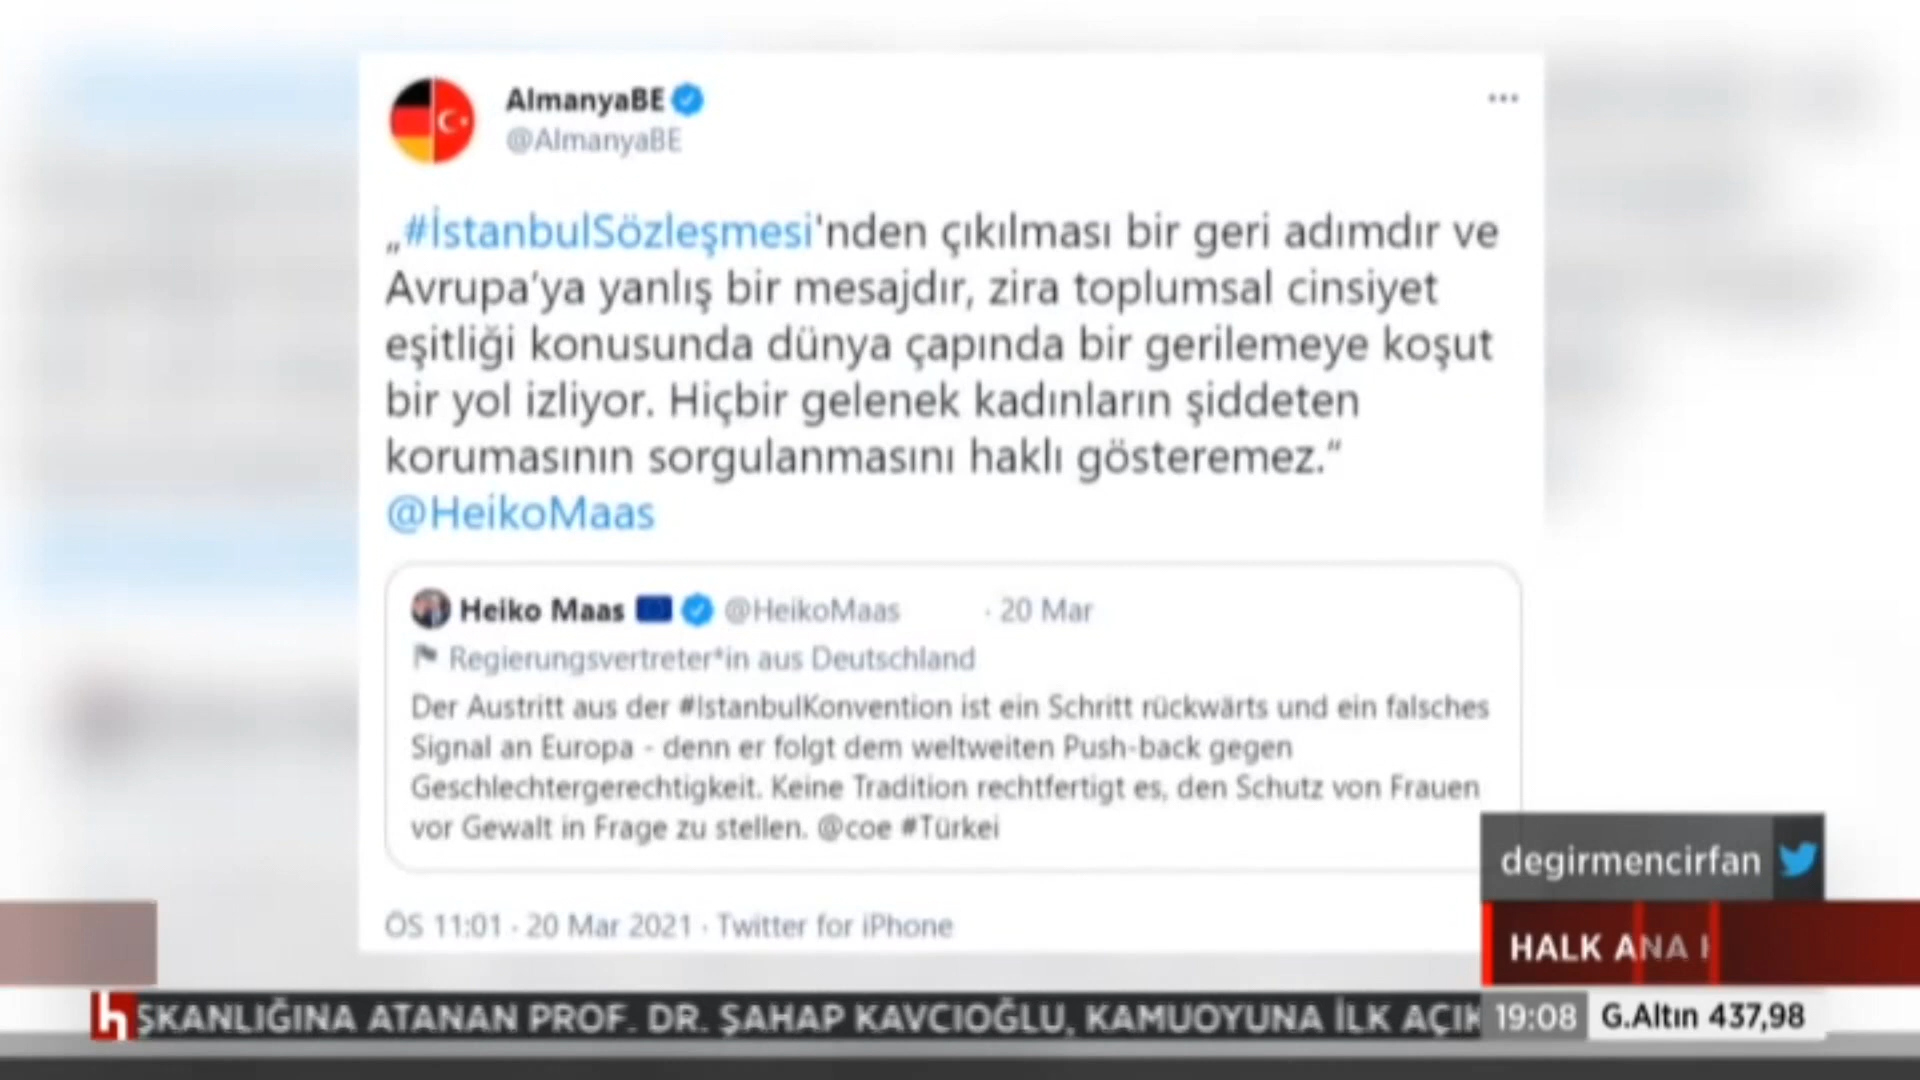 AlmanyaBE
@AlmanyaBE
„#İstanbulSözleşmesi'nden çıkılması bir geri adımdır ve
Avrupa’ya yanlış bir mesajdır, zira toplumsal cinsiyet
eşitliği konusunda dünya çapında bir gerilemeye koşut
bir yol izliyor. Hiçbir gelenek kadınların şiddeten
korumasının sorgulanmasını haklı gösteremez.“
@HeikoMaas
Heiko Maas @HeikoMaas · 20 Mar
Regierungsvertreter*in aus Deutschland
Der Austritt aus der #IstanbulKonvention ist ein Schritt rückwärts und ein falsches
Signal an Europa - denn er folgt dem weltweiten Push-back gegen
Geschlechtergerechtigkeit. Keine Tradition rechtfertigt es, den Schutz von Frauen
vor Gewalt in Frage zu stellen. @coe #Türkei
ÖS 11:01 · 20 Mar 2021 · Twitter for iPhone
degirmencirfan
HALK ANA
h ŞKANLIĞINA ATANAN PROF. DR. ŞAHAP KAVCIOĞLU, KAMUOYUNA İLK AÇIK 19:08 G.Altın 437,98